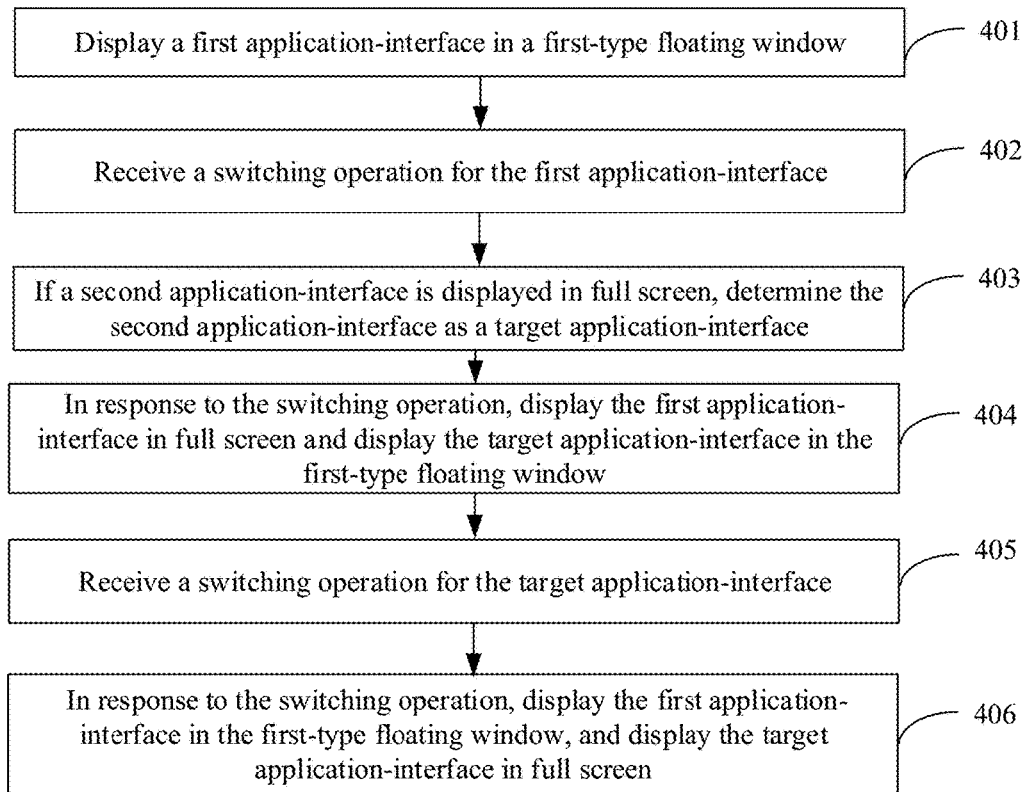 Display a first application-interface in a first-type floating window
401
Receive a switching operation for the first application-interface
402
If a second application-interface is displayed in full screen, determine the
second application-interface as a target application-interface
403
In response to the switching operation, display the first application-
interface in full screen and display the target application-interface in the
first-type floating window
404
Receive a switching operation for the target application-interface
405
In response to the switching operation, display the first application-
interface in the first-type floating window, and display the target
application-interface in full screen
406